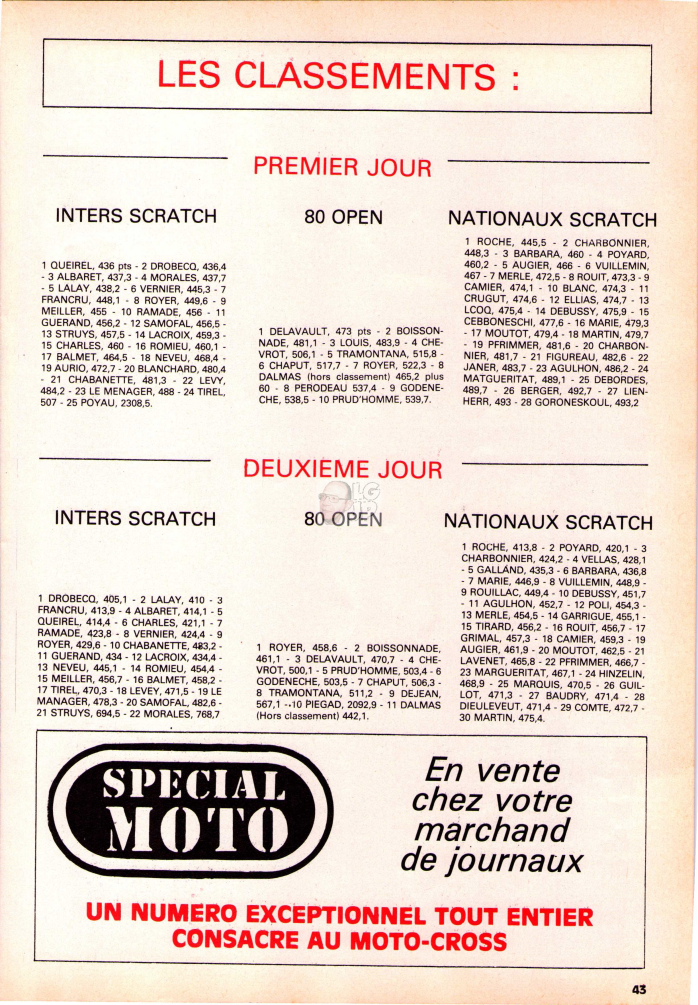 LES CLASSEMENTS :
PREMIER JOUR
INTERS SCRATCH
1 QUEIREL, 436 pts - 2 DROBECQ, 436,4
- 3 ALBARET, 437,3 - 4 MORALES, 437,7
- 5 LALAY, 438,2 - 6 VERNIER, 445,3 - 7
FRANCRU, 448,1 - 8 ROYER, 449,6 - 9
MEILLER, 455 - 10 RAMADE, 456 - 11
GUERAND, 456,2 - 12 SAMOFAL, 456,5 -
13 STRUYS, 457,5 - 14 LACROIX, 459,3 -
15 CHARLES, 460 - 16 ROMIEU, 460,1 -
17 BALMET, 464,5 - 18 NEVEU, 468,4 -
19 AURIO, 472,7 - 20 BLANCHARD, 480,4
- 21 CHABANETTE, 481,3 - 22 LEVY,
484,2 - 23 LE MENAGER, 488 - 24 TIREL,
507 - 25 POYAU, 2308,5.
80 OPEN
1 DELAVAULT, 473 pts - 2 BOISSON-
NADE, 481,1 - 3 LOUIS, 483,9 - 4 CHE-
VROT, 506,1 - 5 TRAMONTANA, 515,8 -
6 CHAPUT, 517,7 - 7 ROYER, 522,3 - 8
DALMAS (hors classement) 465,2 plus
60 - 8 PERODEAU 537,4 - 9 GODENE-
CHE, 538,5 - 10 PRUD'HOMME, 539,7.
NATIONAUX SCRATCH
1 ROCHE, 445,5 - 2 CHARBONNIER,
448,3 - 3 BARBARA, 460 - 4 POYARD,
460,2 - 5 AUGIER, 466 - 6 VUILLEMIN,
467 - 7 MERLE, 472,5 - 8 ROUIT, 473,3 - 9
CAMIER, 474,1 - 10 BLANC, 474,3 - 11
CRUGUT, 474,6 - 12 ELLIAS, 474,7 - 13
LCOQ, 475,4 - 14 DEBUSSY, 475,9 - 15
CEBBONESCHI, 477,6 - 16 MARIE, 479,3
- 17 MOUTOT, 479,4 - 18 MARTIN, 479,7
- 19 PFRIMMER, 481,6 - 20 CHARBON-
NIER, 481,7 - 21 FIGUREAU, 482,6 - 22
JANER, 483,7 - 23 AGULHON, 486,2 - 24
MATGUERITAT, 489,1 - 25 DEBORDES,
489,7 - 26 BERGER, 492,7 - 27 LIEN-
HERR, 493 - 28 GORONESKOUL, 493,2
DEUXIEME JOUR
INTERS SCRATCH
1 DROBECQ, 405,1 - 2 LALAY, 410 - 3
FRANCRU, 413,9 - 4 ALBARET, 414,1 - 5
QUEIREL, 414,4 - 6 CHARLES, 421,1 - 7
RAMADE, 423,8 - 8 VERNIER, 424,4 - 9
ROYER, 429,6 - 10 CHABANETTE, 483,2 -
11 GUERAND, 434 - 12 LACROIX, 434,4 -
13 NEVEU, 445,1 - 14 ROMIEU, 454,4 -
15 MEILLER, 456,7 - 16 BALMET, 458,2 -
17 TIREL, 470,3 - 18 LEVEY, 471,5 - 19 LE
MANAGER, 478,3 - 20 SAMOFAL, 482,6 -
21 STRUYS, 694,5 - 22 MORALES, 768,7
80 OPEN
1 ROYER, 458,6 - 2 BOISSONNADE,
461,1 - 3 DELAVAULT, 470,7 - 4 CHE-
VROT, 500,1 - 5 PRUD'HOMME, 503,4 - 6
GODENECHE, 503,5 - 7 CHAPUT, 506,3 -
8 TRAMONTANA, 511,2 - 9 DEJEAN,
567,1 - 10 PIEGAD, 2092,9 - 11 DALMAS
(Hors classement) 442,1.
NATIONAUX SCRATCH
1 ROCHE, 413,8 - 2 POYARD, 420,1 - 3
CHARBONNIER, 424,2 - 4 VELLAS, 428,1
- 5 GALLAND, 435,3 - 6 BARBARA, 436,8
- 7 MARIE, 446,9 - 8 VUILLEMIN, 448,9 -
9 ROUILLAC, 449,4 - 10 DEBUSSY, 451,7
- 11 AGULHON, 452,7 - 12 POLI, 454,3 -
13 MERLE, 454,5 - 14 GARRIGUE, 455,1 -
15 TIRARD, 456,2 - 16 ROUIT, 456,7 - 17
GRIMAL, 457,3 - 18 CAMIER, 459,3 - 19
AUGIER, 461,9 - 20 MOUTOT, 462,5 - 21
LAVENET, 465,8 - 22 PFRIMMER, 466,7 -
23 MARGUERITAT, 467,1 - 24 HINZELIN,
468,9 - 25 MARQUIS, 470,5 - 26 GUIL-
LOT, 471,3 - 27 BAUDRY, 471,4 - 28
DIEULEVEUT, 471,4 - 29 COMTE, 472,7 -
30 MARTIN, 475,4.
SPECIAL
MOTO
En vente
chez votre
marchand
de journaux
UN NUMERO EXCEPTIONNEL TOUT ENTIER
CONSACRE AU MOTO-CROSS
43